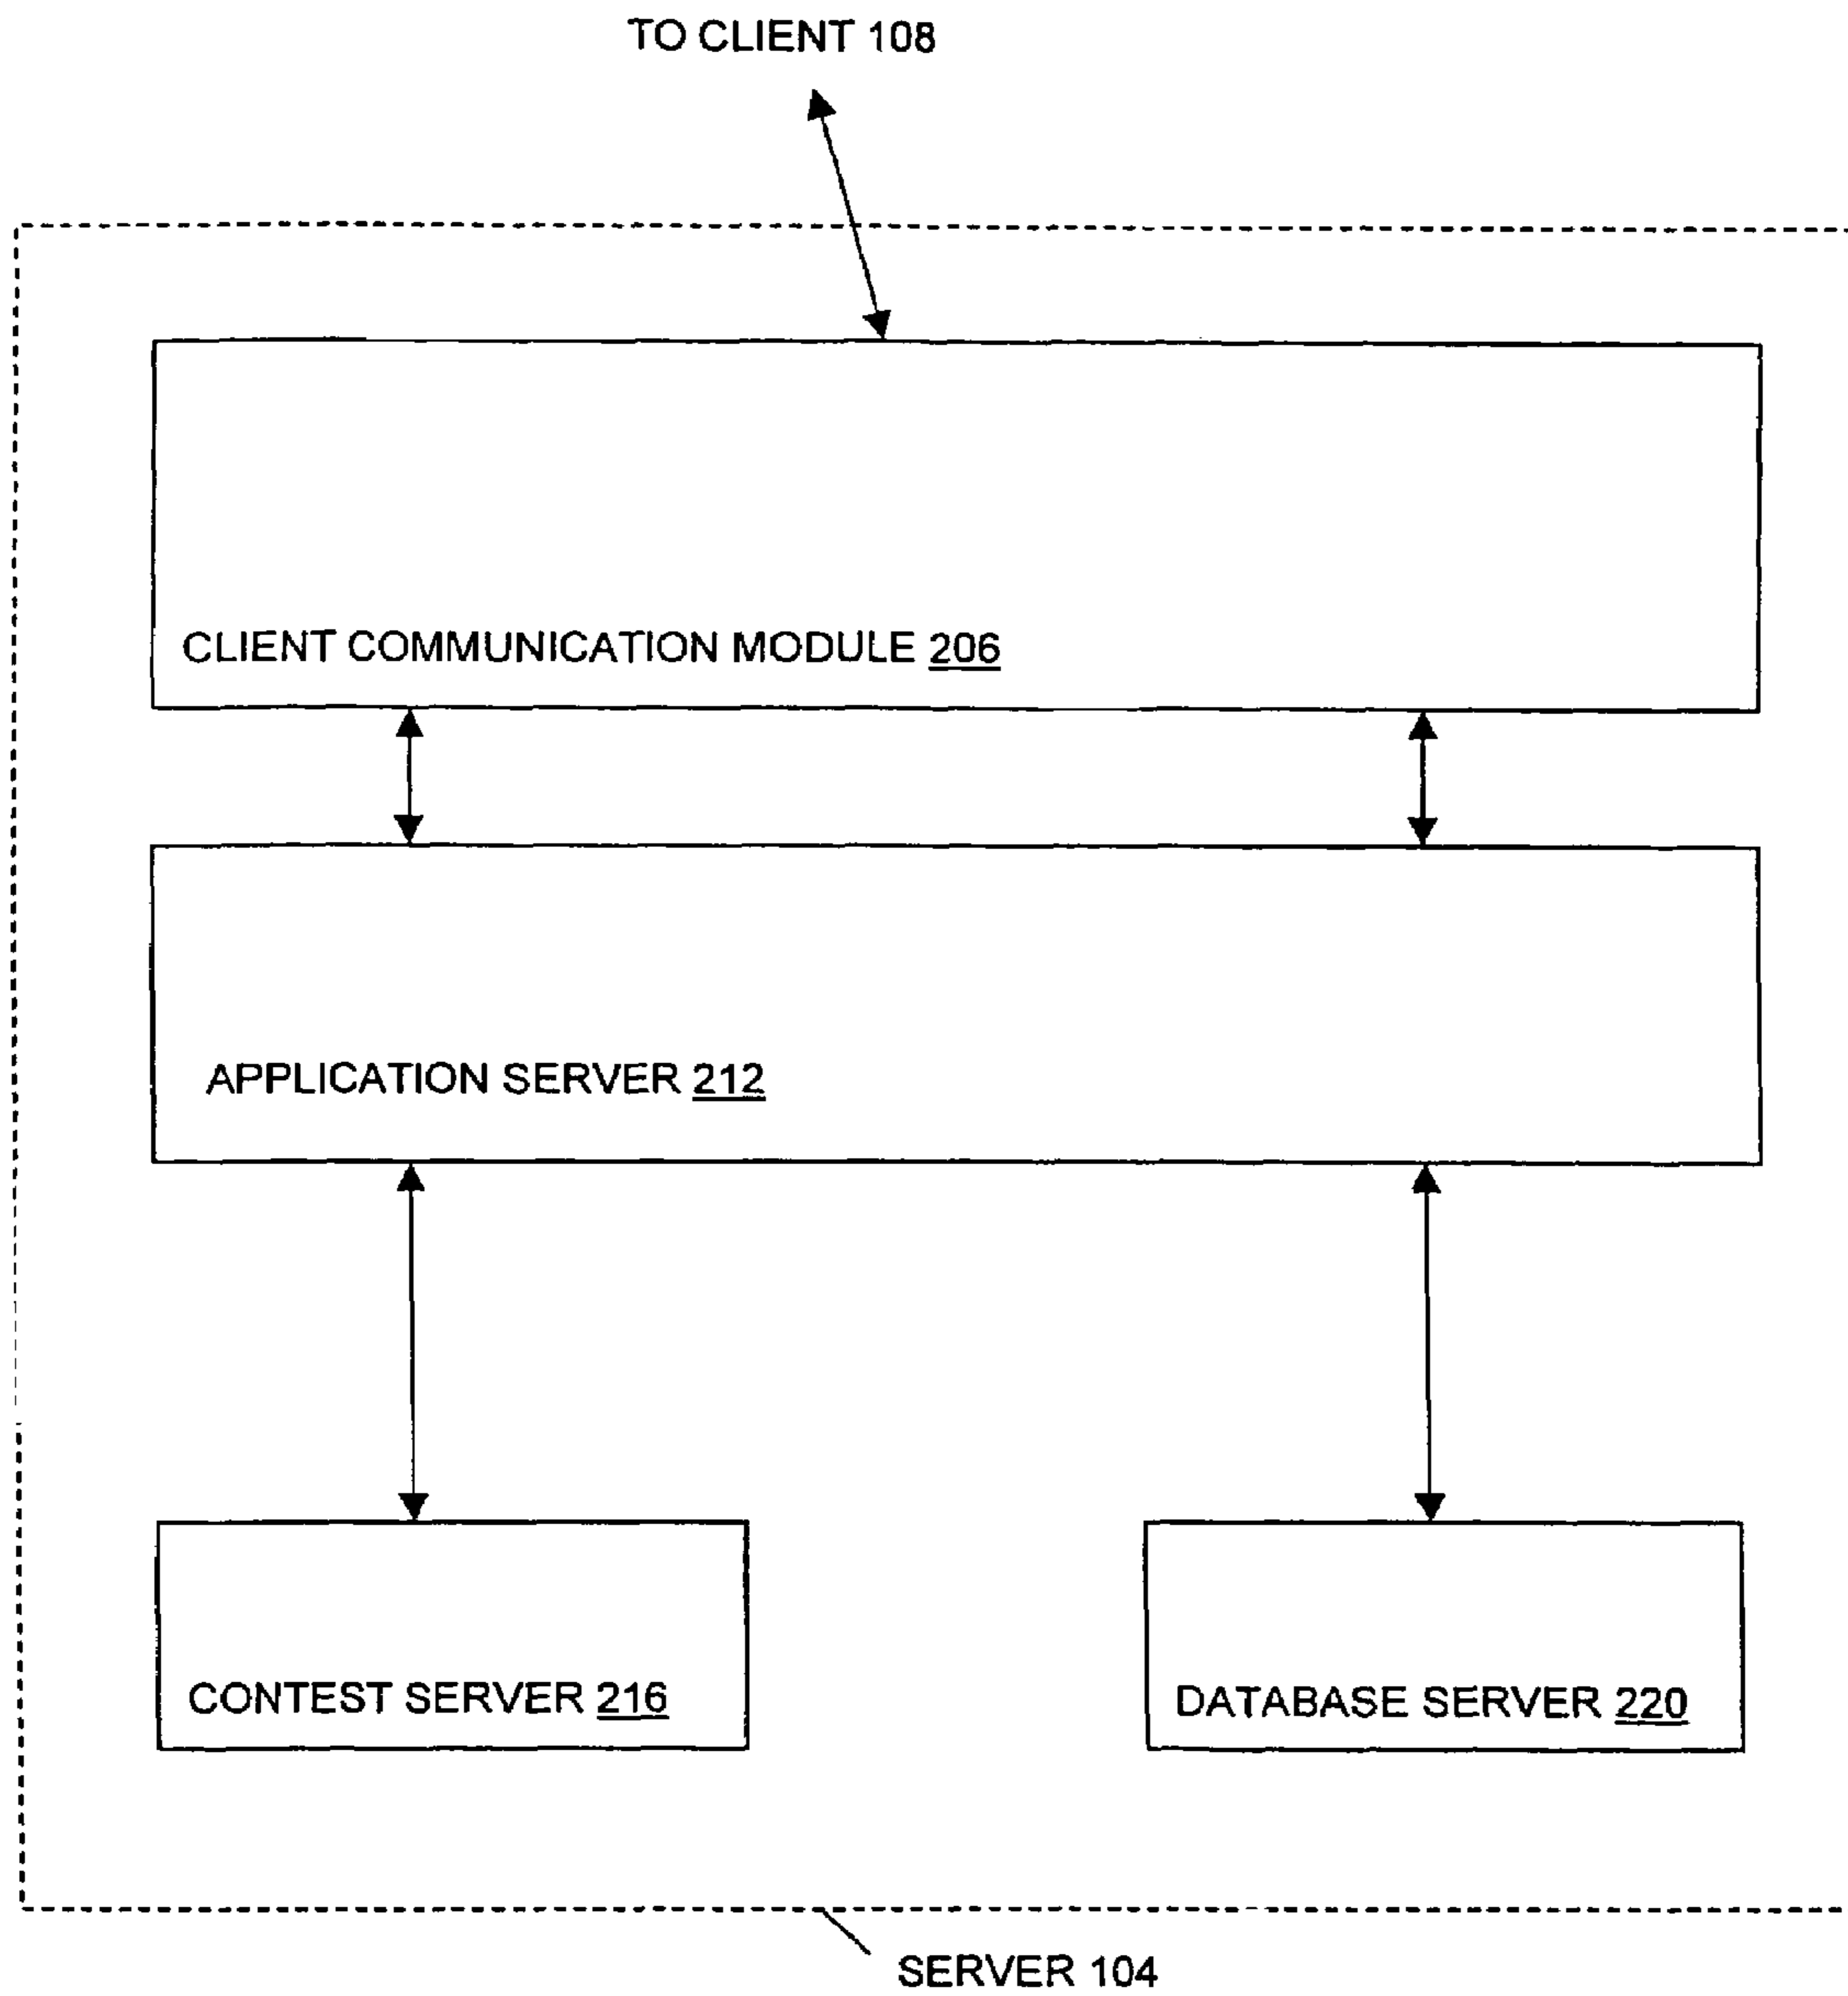 TO CLIENT 108
CLIENT COMMUNICATION MODULE 206
APPLICATION SERVER 212
CONTEST SERVER 216
DATABASE SERVER 220
SERVER 104